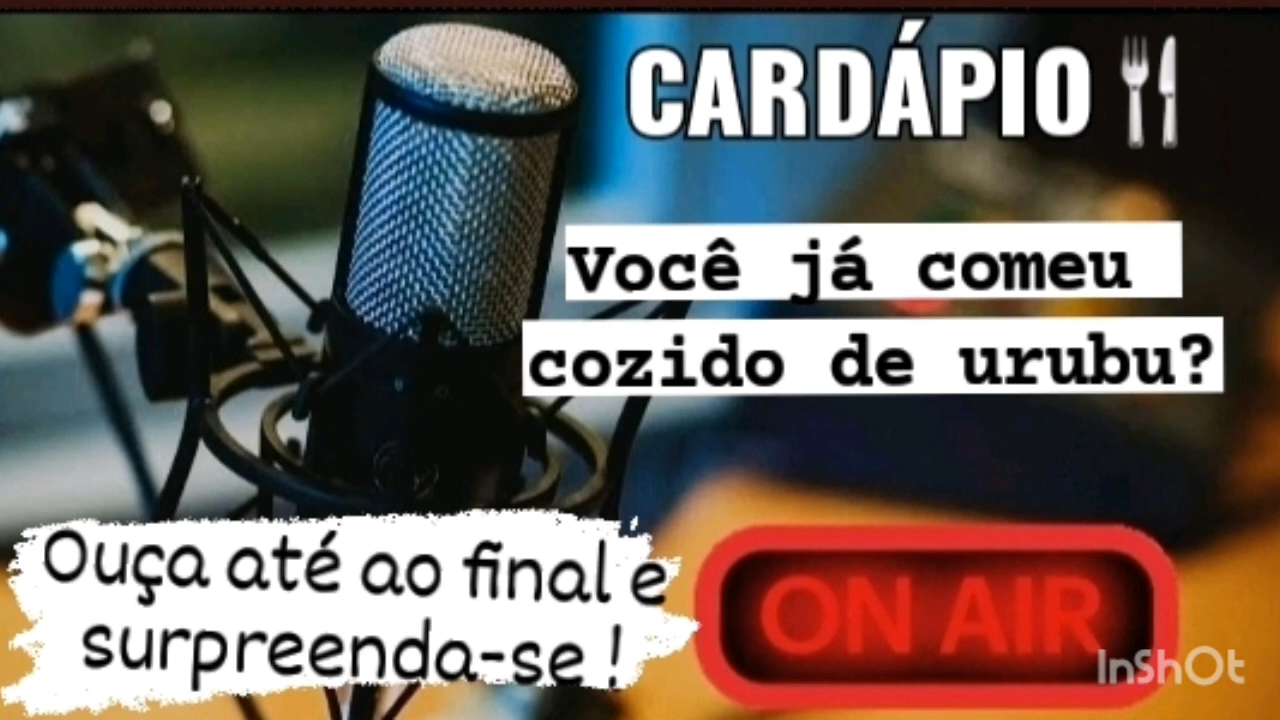 CARDÁPIO🍴
Você já comeu
cozido de urubu?
Ouça até ao final e
surpreenda-se !
ON AIR
InShOt